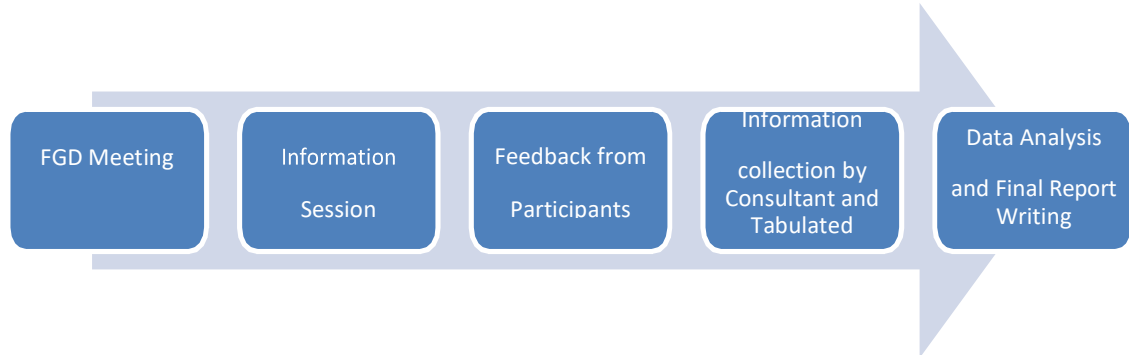 FGD Meeting
Information
Session
Feedback from
Participants
Information
collection by
Consultant and
Tabulated
Data Analysis
and Final Report
Writing